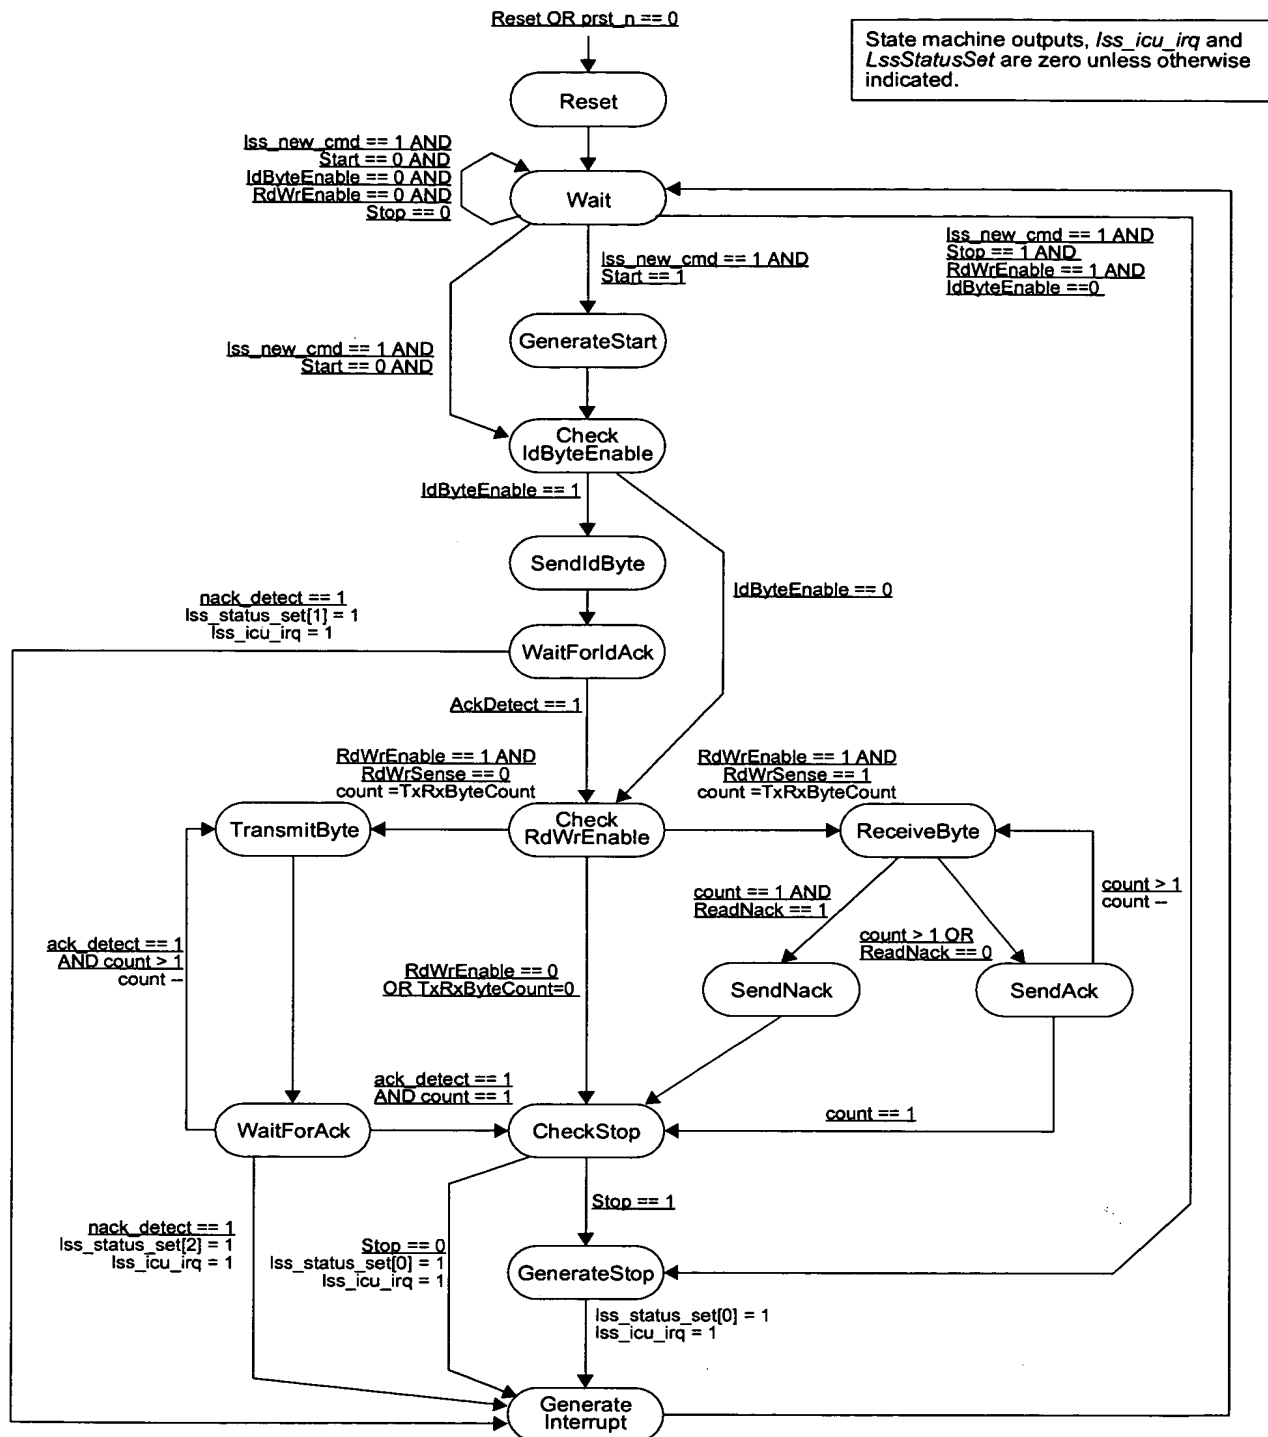 Reset OR prst_n == 0
State machine outputs, lss_icu_irq and
LssStatusSet are zero unless otherwise
indicated.
Reset
lss_new_cmd == 1 AND
Start == 0 AND
IdByteEnable == 0 AND
RdWrEnable == 0 AND
Stop == 0
Wait
lss_new_cmd == 1 AND
Start == 1
lss_new_cmd == 1 AND
Stop == 1 AND
RdWrEnable == 1 AND
IdByteEnable ==0
GenerateStart
lss_new_cmd == 1 AND
Start == 0 AND
Check
IdByteEnable
IdByteEnable == 1
SendIdByte
IdByteEnable == 0
nack_detect == 1
lss_status_set[1] = 1
lss_icu_irq = 1
WaitForIdAck
AckDetect == 1
RdWrEnable == 1 AND
RdWrSense == 0
count =TxRxByteCount
RdWrEnable == 1 AND
RdWrSense == 1
count =TxRxByteCount
TransmitByte
Check
RdWrEnable
ReceiveByte
count == 1 AND
ReadNack == 1
count > 1
count --
ack_detect == 1
AND count > 1
count --
count > 1 OR
ReadNack == 0
RdWrEnable == 0
OR TxRxByteCount=0
SendNack
SendAck
ack_detect == 1
AND count == 1
WaitForAck
CheckStop
count == 1
Stop == 1
nack_detect == 1
lss_status_set[2] = 1
lss_icu_irq = 1
Stop == 0
lss_status_set[0] = 1
lss_icu_irq = 1
GenerateStop
lss_status_set[0] = 1
lss_icu_irq = 1
Generate
Interrupt